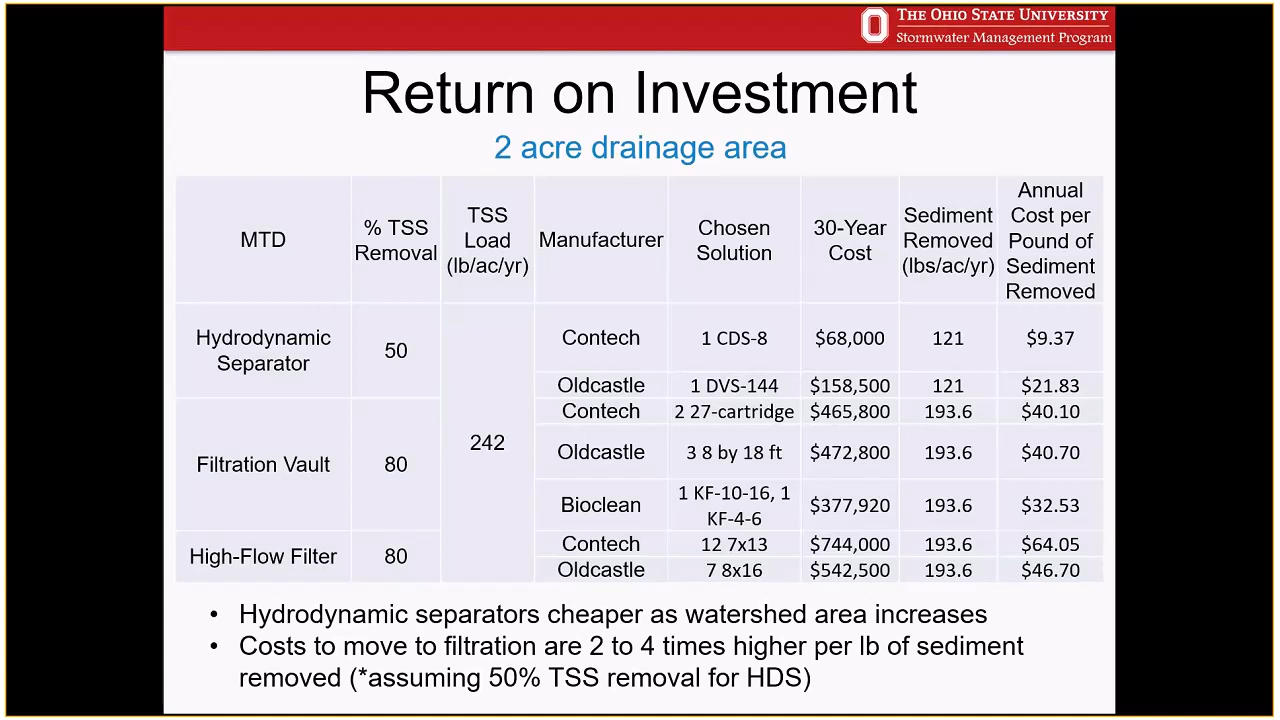 THE OHIO STATE UNIVERSITY
Stormwater Management Program
Return on Investment
2 acre drainage area
MTD
% TSS
Removal
TSS
Load
(lb/ac/yr)
Manufacturer
Chosen
Solution
30-Year
Cost
Sediment
Removed
(lbs/ac/yr)
Annual
Cost per
Pound of
Sediment
Removed
Hydrodynamic
Separator
50
242
Contech
1 CDS-8
$68,000
121
$9.37
Oldcastle
1 DVS-144
$158,500
121
$21.83
Filtration Vault
80
Contech
2 27-cartridge
$465,800
193.6
$40.10
Oldcastle
3 8 by 18 ft
$472,800
193.6
$40.70
Bioclean
1 KF-10-16, 1
KF-4-6
$377,920
193.6
$32.53
High-Flow Filter
80
Contech
12 7x13
$744,000
193.6
$64.05
Oldcastle
7 8x16
$542,500
193.6
$46.70
• Hydrodynamic separators cheaper as watershed area increases
• Costs to move to filtration are 2 to 4 times higher per lb of sediment
removed (*assuming 50% TSS removal for HDS)